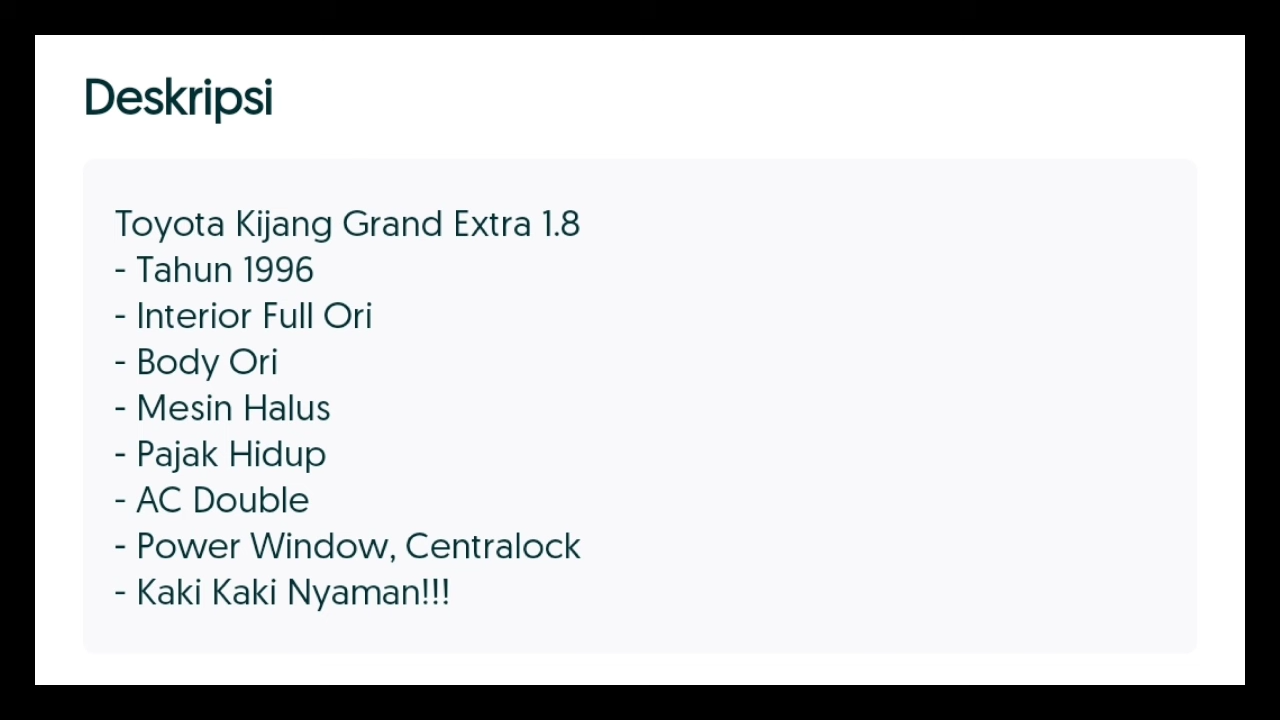 Deskripsi
Toyota Kijang Grand Extra 1.8
- Tahun 1996
- Interior Full Ori
- Body Ori
- Mesin Halus
- Pajak Hidup
- AC Double
- Power Window, Centralock
- Kaki Kaki Nyaman!!!